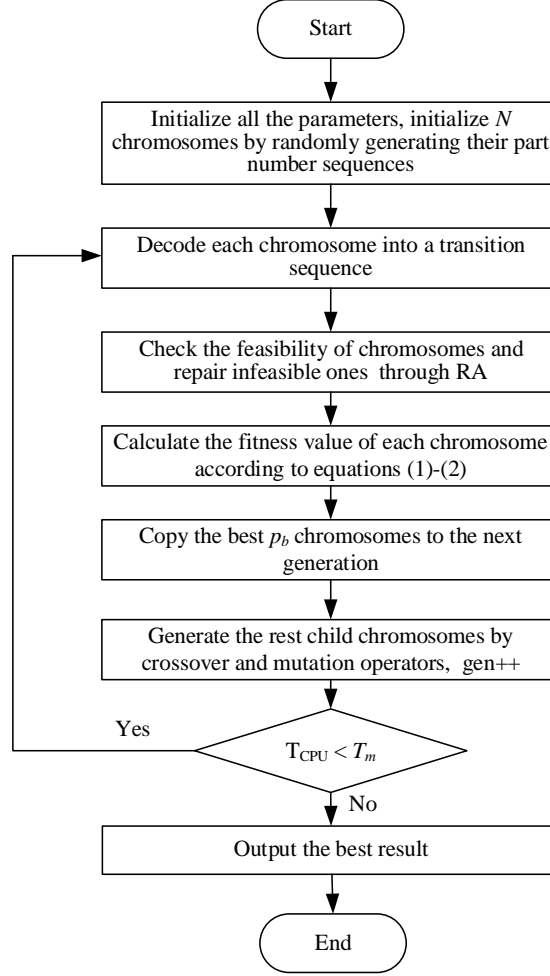 Start
Initialize all the parameters, initialize N
chromosomes by randomly generating their part
number sequences
Decode each chromosome into a transition
sequence
Check the feasibility of chromosomes and
repair infeasible ones through RA
Calculate the fitness value of each chromosome
according to equations (1)-(2)
Copy the best p_b chromosomes to the next
generation
Generate the rest child chromosomes by
crossover and mutation operators, gen++
Yes
T_CPU < T_m
No
Output the best result
End